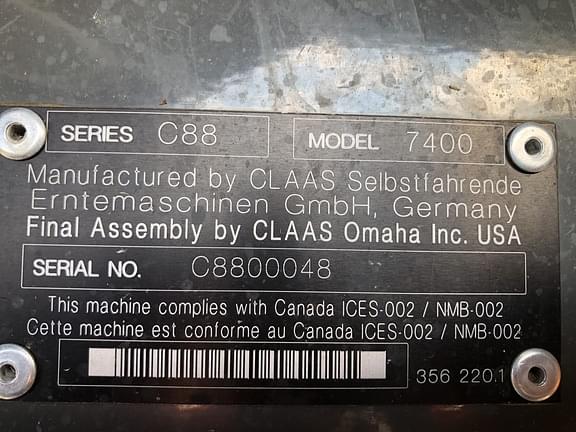 SERIES C88 MODEL 7400
Manufactured by CLAAS Selbstfahrende
Erntemaschinen GmbH, Germany
Final Assembly by CLAAS Omaha Inc. USA
SERIAL NO. C8800048
This machine complies with Canada ICES-002 / NMB-002
Cette machine est conforme au Canada ICES-002 / NMB-002
356 220.1